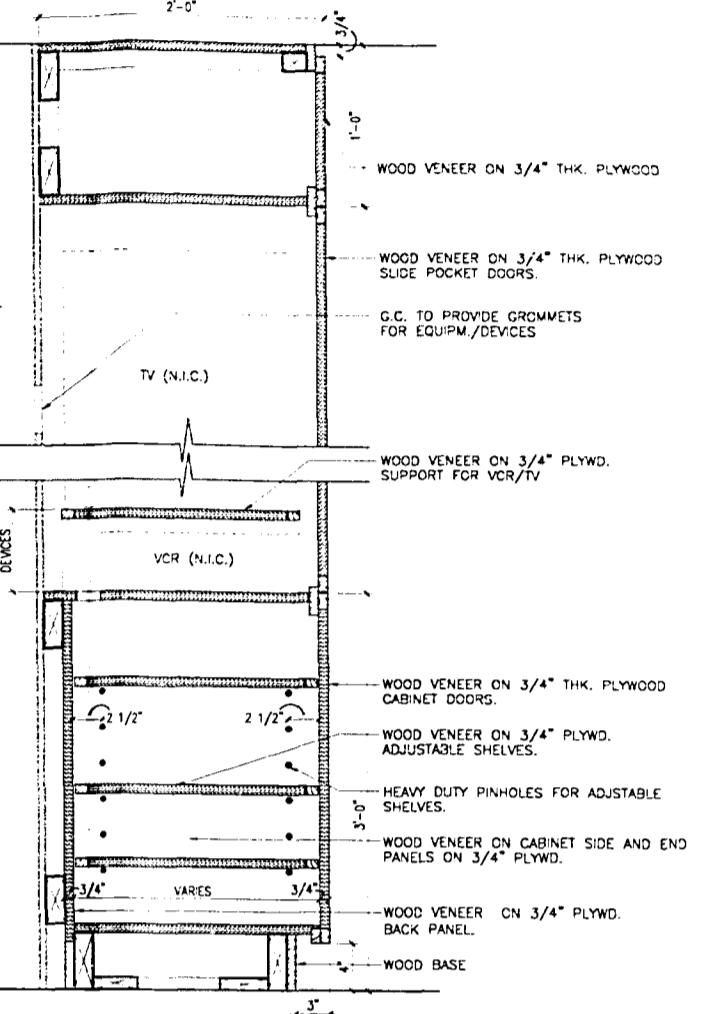 2'-0"
3/4"
1'-0"
WOOD VENEER ON 3/4" THK. PLYWOOD
WOOD VENEER ON 3/4" THK. PLYWOOD
SLIDE POCKET DOORS.
G.C. TO PROVIDE GROMMETS
FOR EQUIPM./DEVICES
TV (N.I.C.)
WOOD VENEER ON 3/4" PLYWD.
SUPPORT FOR VCR/TV
DEVICES
VCR (N.I.C.)
WOOD VENEER ON 3/4" THK. PLYWOOD
CABINET DOORS.
2 1/2"
2 1/2"
WOOD VENEER ON 3/4" PLYWD.
ADJUSTABLE SHELVES.
HEAVY DUTY PINHOLES FOR ADJSTABLE
SHELVES.
3'-0"
WOOD VENEER ON CABINET SIDE AND END
PANELS ON 3/4" PLYWD.
3/4"
VARIES
3/4"
WOOD VENEER ON 3/4" PLYWD.
BACK PANEL.
4"
WOOD BASE
3"